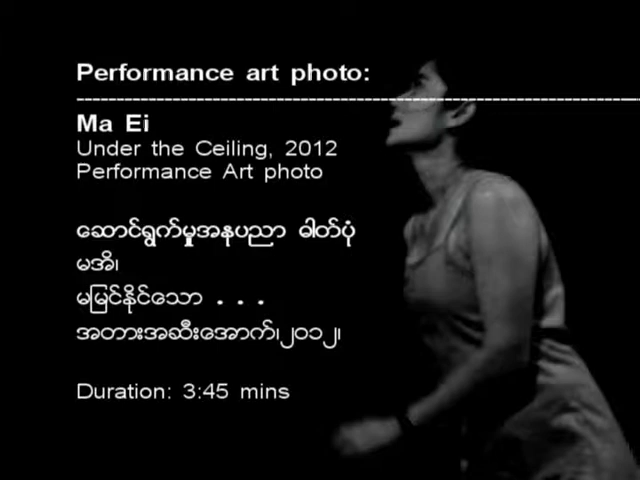 Performance art photo:
Ma Ei
Under the Ceiling, 2012
Performance Art photo
ဆောင်ရွက်မှုအနုပညာ ဓါတ်ပုံ
မအိ၊
မမြင်နိုင်သော . . .
အတားအဆီးအောက်၊၂၀၁၂၊
Duration: 3:45 mins